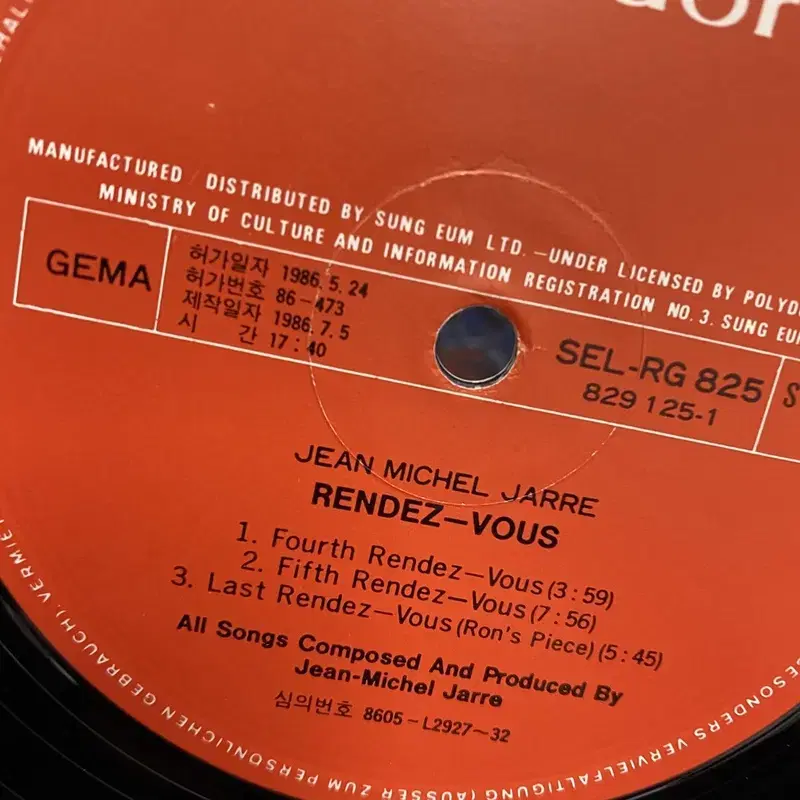 MANUFACTURED / DISTRIBUTED BY SUNG EUM LTD. —UNDER LICENSED BY
MINISTRY OF CULTURE AND INFORMATION REGISTRATION NO. 3. SUNG
GEMA
허가일자 1986. 5. 24
허가번호 86-473
제작일자 1986. 7. 5
시 간 17 : 40
SEL-RG 825
829 125-1
JEAN MICHEL JARRE
RENDEZ—VOUS
1. Fourth Rendez—Vous (3 : 59)
2. Fifth Rendez—Vous (7 : 56)
3. Last Rendez—Vous (Ron's Piece) (5 : 45)
All Songs Composed And Produced By
Jean-Michel Jarre
심의번호 8605-L2927~32
BESONDERS VERVIELFÄLTIGUNG (AUSSER ZUM PERSÖNLICHEN GEBRAUCH),